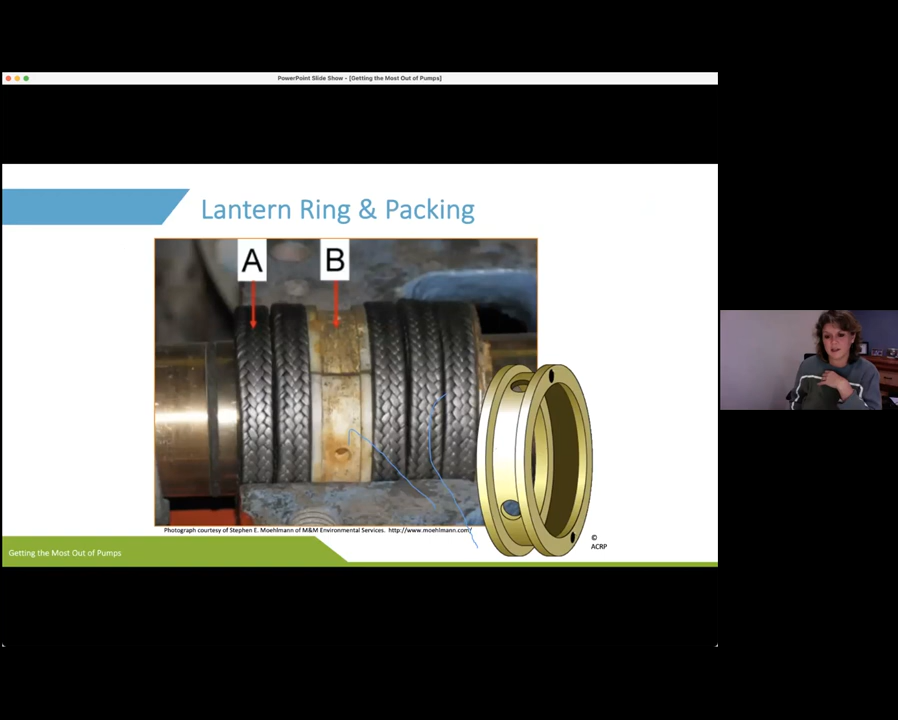 PowerPoint Slide Show - [Getting the Most Out of Pumps]
Lantern Ring & Packing
A
B
Photograph courtesy of Stephen E. Moehlmann of M&M Environmental Services. http://www.moehlmann.com/
©
ACRP
Getting the Most Out of Pumps